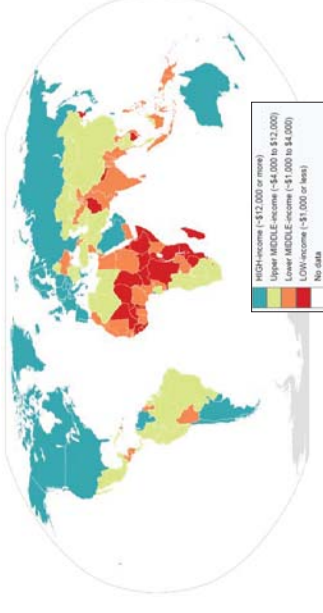 HIGH-income (~$12,000 or more)
Upper MIDDLE-income (~$4,000 to $12,000)
Lower MIDDLE-income (~$1,000 to $4,000)
LOW-income (~$1,000 or less)
No data